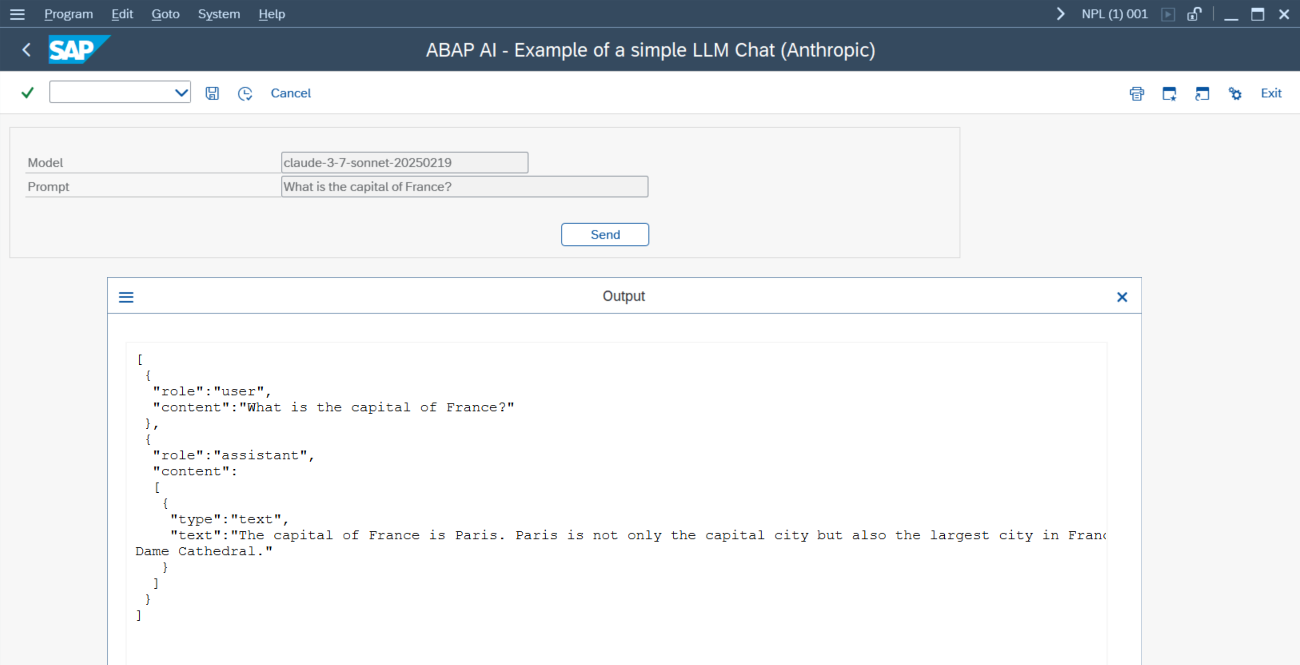 Program Edit Goto System Help NPL (1) 001
SAP ABAP AI - Example of a simple LLM Chat (Anthropic)
Cancel Exit
Model claude-3-7-sonnet-20250219
Prompt What is the capital of France?
Send
Output
[
{
"role":"user",
"content":"What is the capital of France?"
},
{
"role":"assistant",
"content":
[
{
"type":"text",
"text":"The capital of France is Paris. Paris is not only the capital city but also the largest city in
Dame Cathedral."
}
]
}
]